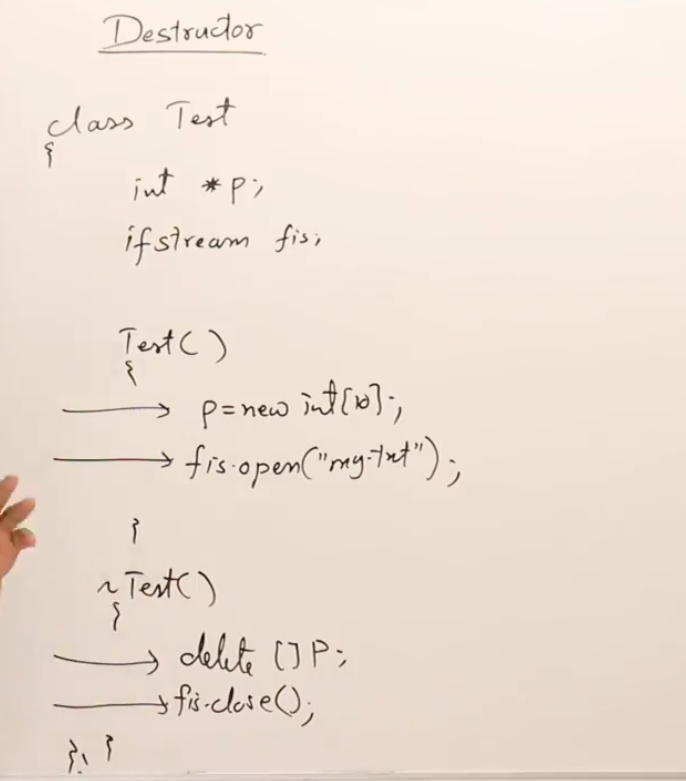 Destructor
class Test
{
int *p;
ifstream fis;
Test()
{
p=new int[10];
fis.open("my.txt");
}
~Test()
{
delete []P;
fis.close();
}; }